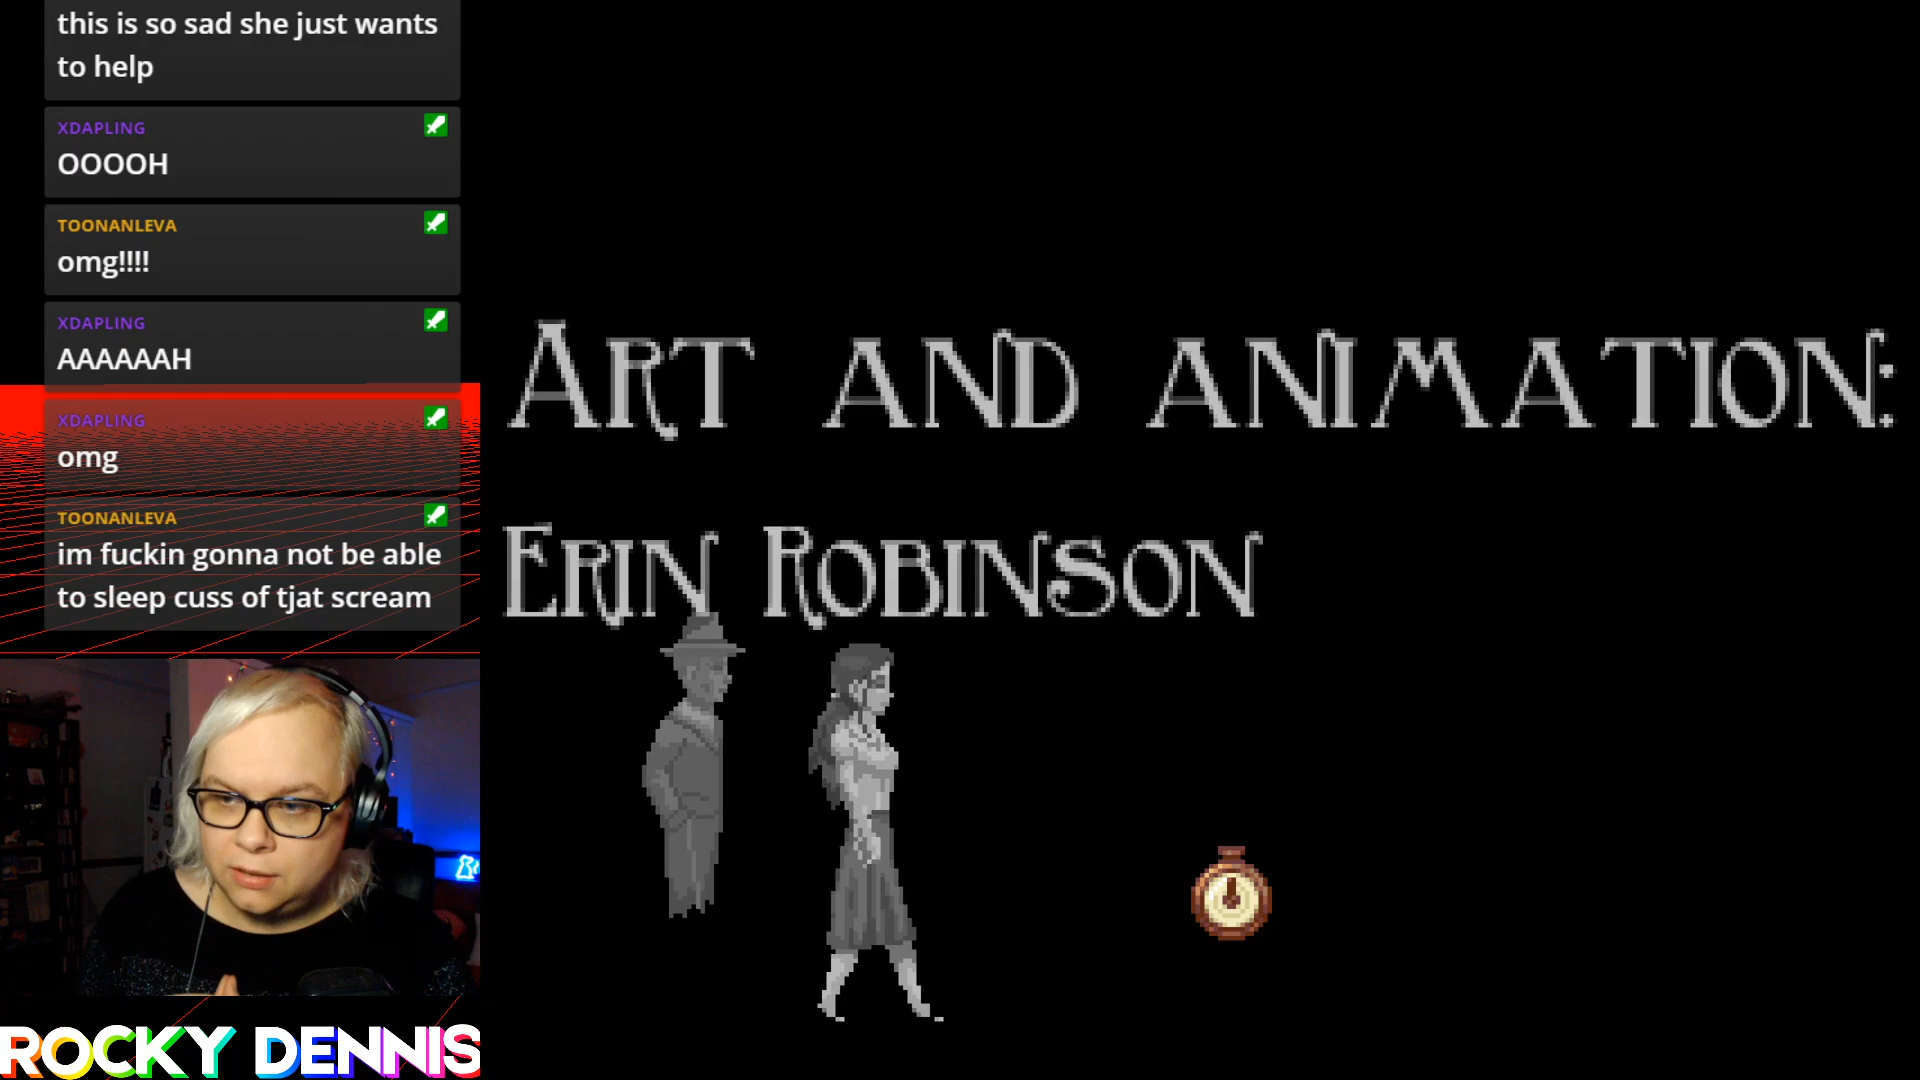 this is so sad she just wants
to help
XDAPLING
OOOOH
TOONANLEVA
omg!!!!
XDAPLING
AAAAAAH
XDAPLING
omg
TOONANLEVA
im fuckin gonna not be able
to sleep cuss of tjat scream
ART AND ANIMATION:
ERIN ROBINSON
ROCKY DENNIS